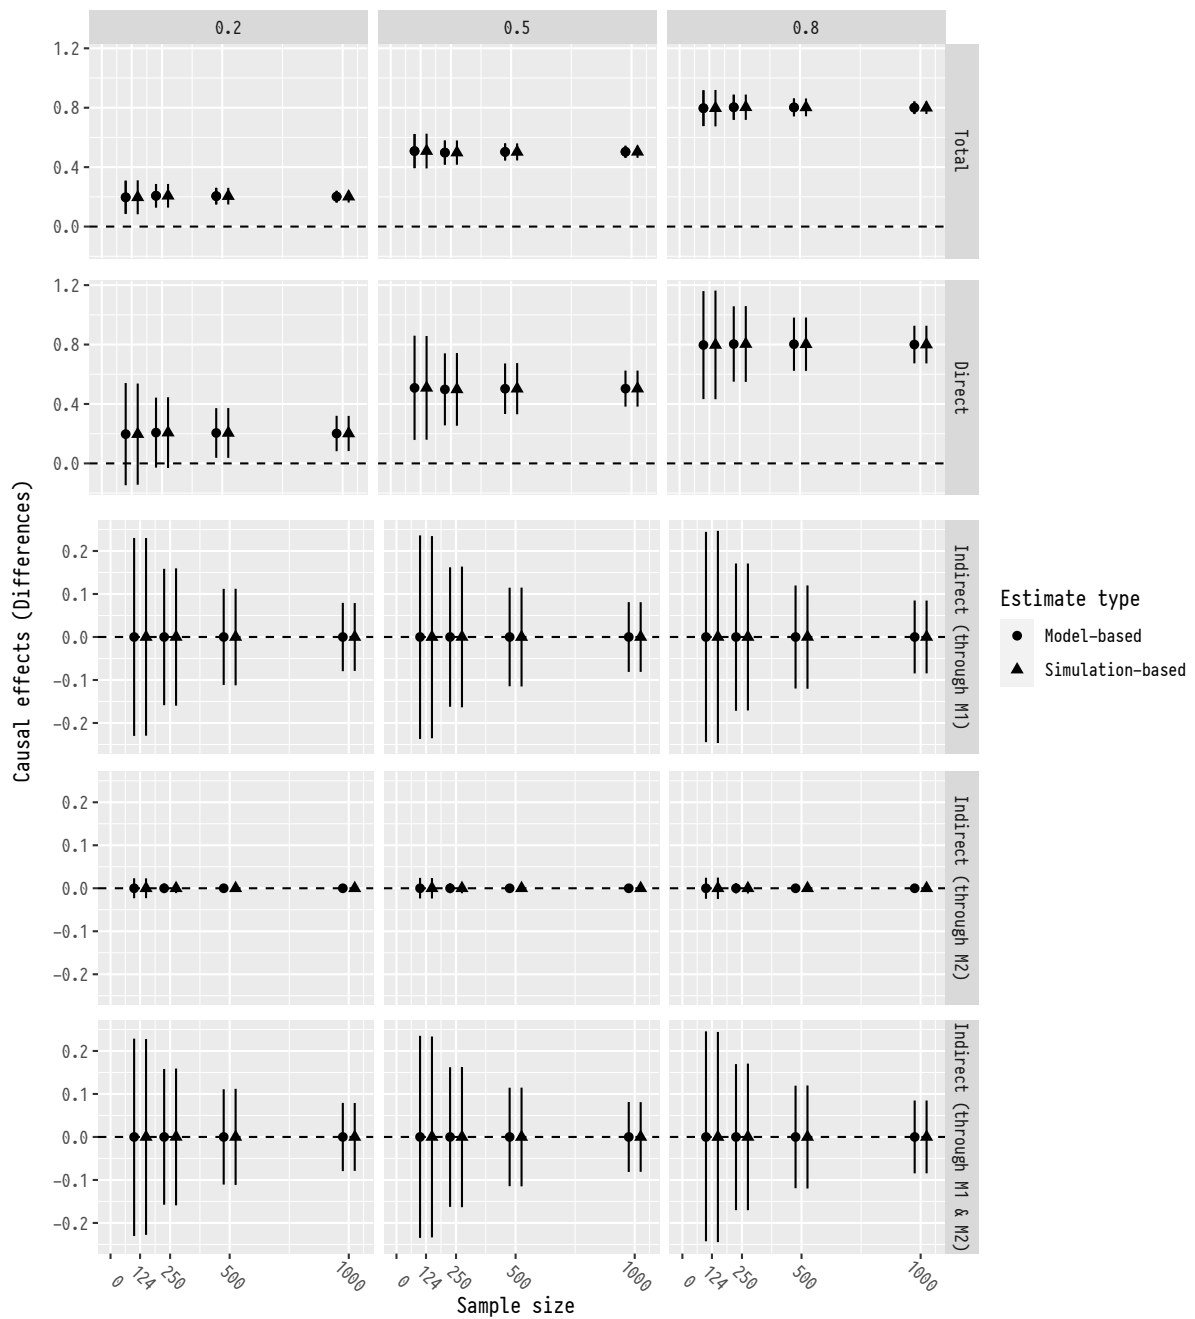 0.2 0.5 0.8
1.2
0.8
0.4
0.0
Total
1.2
0.8
0.4
0.0
Direct
Causal effects (Differences)
0.2
0.1
0.0
−0.1
−0.2
Indirect (through M1)
Estimate type
Model−based
Simulation−based
0.2
0.1
0.0
−0.1
−0.2
Indirect (through M2)
0.2
0.1
0.0
−0.1
−0.2
Indirect (through M1 & M2)
0 124 250 500 1000 0 124 250 500 1000 0 124 250 500 1000
Sample size